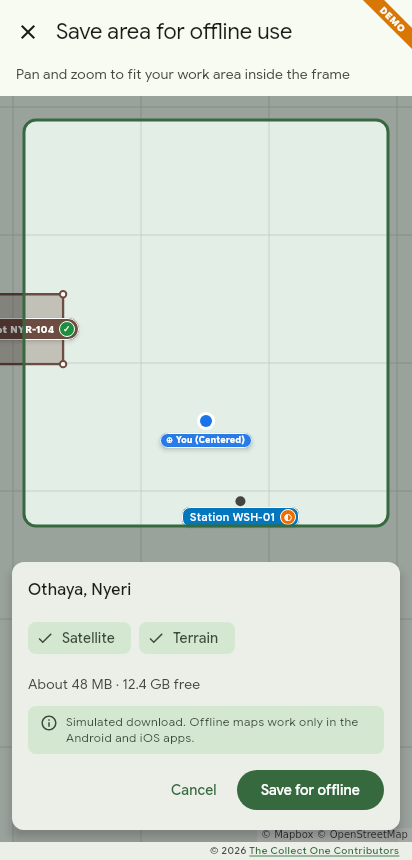 Save area for offline use
DEMO
Pan and zoom to fit your work area inside the frame
NYR-104
You (Centered)
Station WSH-01
Othaya, Nyeri
Satellite
Terrain
About 48 MB · 12.4 GB free
Simulated download. Offline maps work only in the
Android and iOS apps.
Cancel
Save for offline
© Mapbox © OpenStreetMap
© 2026 The Collect One Contributors